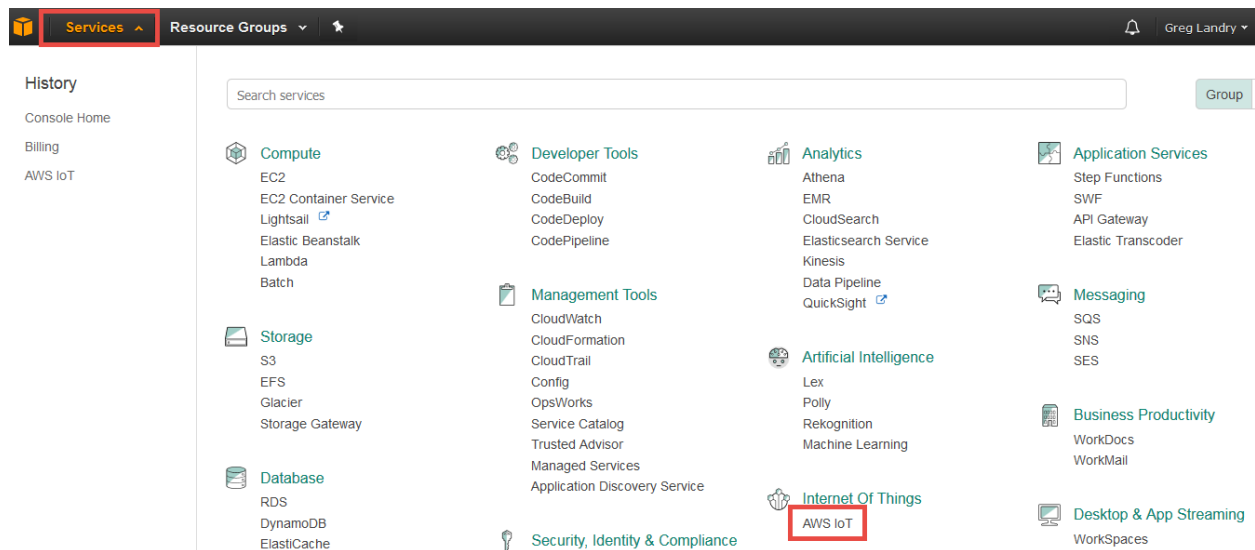 Services
Resource Groups
Greg Landry
History
Console Home
Billing
AWS IoT
Search services
Group
Compute
EC2
EC2 Container Service
Lightsail
Elastic Beanstalk
Lambda
Batch
Storage
S3
EFS
Glacier
Storage Gateway
Database
RDS
DynamoDB
ElastiCache
Developer Tools
CodeCommit
CodeBuild
CodeDeploy
CodePipeline
Management Tools
CloudWatch
CloudFormation
CloudTrail
Config
OpsWorks
Service Catalog
Trusted Advisor
Managed Services
Application Discovery Service
Security, Identity & Compliance
Analytics
Athena
EMR
CloudSearch
Elasticsearch Service
Kinesis
Data Pipeline
QuickSight
Artificial Intelligence
Lex
Polly
Rekognition
Machine Learning
Internet Of Things
AWS IoT
Application Services
Step Functions
SWF
API Gateway
Elastic Transcoder
Messaging
SQS
SNS
SES
Business Productivity
WorkDocs
WorkMail
Desktop & App Streaming
WorkSpaces